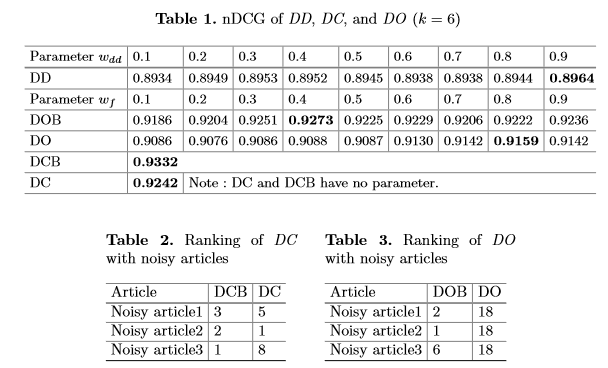 Table 1. nDCG of DD, DC, and DO (k = 6)
Parameter w_dd 0.1 0.2 0.3 0.4 0.5 0.6 0.7 0.8 0.9
DD 0.8934 0.8949 0.8953 0.8952 0.8945 0.8938 0.8938 0.8944 0.8964
Parameter w_f 0.1 0.2 0.3 0.4 0.5 0.6 0.7 0.8 0.9
DOB 0.9186 0.9204 0.9251 0.9273 0.9225 0.9229 0.9206 0.9222 0.9236
DO 0.9086 0.9076 0.9086 0.9088 0.9087 0.9130 0.9142 0.9159 0.9142
DCB 0.9332
DC 0.9242 Note : DC and DCB have no parameter.
Table 2. Ranking of DC
with noisy articles
Article DCB DC
Noisy article1 3 5
Noisy article2 2 1
Noisy article3 1 8
Table 3. Ranking of DO
with noisy articles
Article DOB DO
Noisy article1 2 18
Noisy article2 1 18
Noisy article3 6 18